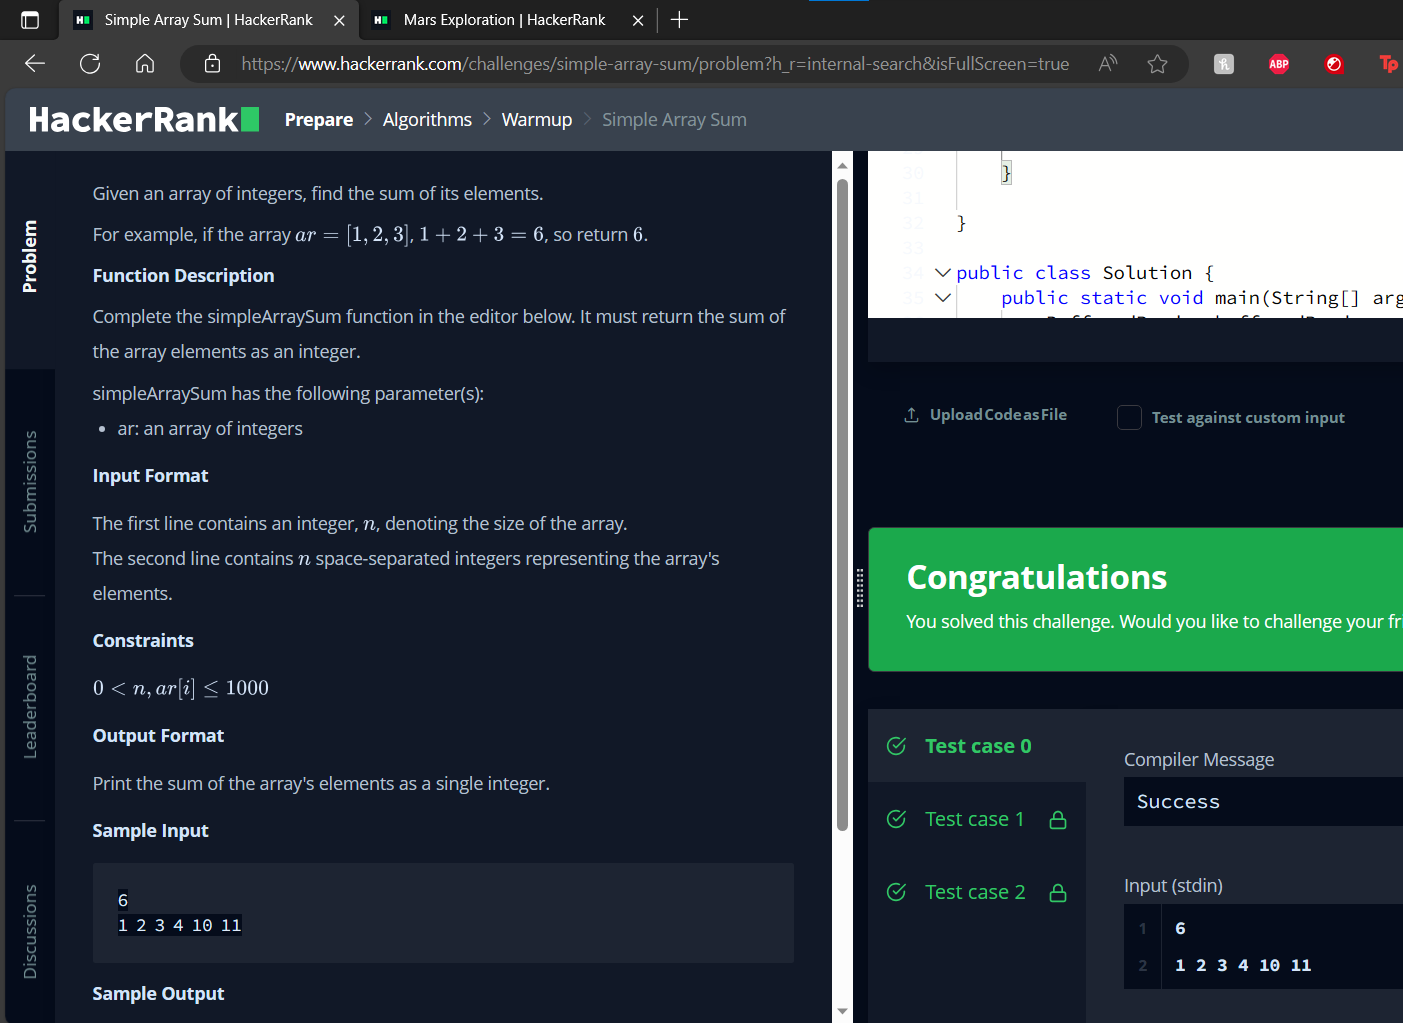 Simple Array Sum | HackerRank
Mars Exploration | HackerRank
https://www.hackerrank.com/challenges/simple-array-sum/problem?h_r=internal-search&isFullScreen=true
ABP
Tp
HackerRank
Prepare > Algorithms > Warmup > Simple Array Sum
Problem
Submissions
Leaderboard
Discussions
Given an array of integers, find the sum of its elements.
For example, if the array ar = [1, 2, 3], 1 + 2 + 3 = 6, so return 6.
Function Description
Complete the simpleArraySum function in the editor below. It must return the sum of
the array elements as an integer.
simpleArraySum has the following parameter(s):
• ar: an array of integers
Input Format
The first line contains an integer, n, denoting the size of the array.
The second line contains n space-separated integers representing the array's
elements.
Constraints
0 < n, ar[i] ≤ 1000
Output Format
Print the sum of the array's elements as a single integer.
Sample Input
6
1 2 3 4 10 11
Sample Output
30 }
31
32 }
33
34 public class Solution {
35 public static void main(String[] arg
Upload Code as File
Test against custom input
Congratulations
You solved this challenge. Would you like to challenge your fri
Test case 0
Test case 1
Test case 2
Compiler Message
Success
Input (stdin)
1 6
2 1 2 3 4 10 11